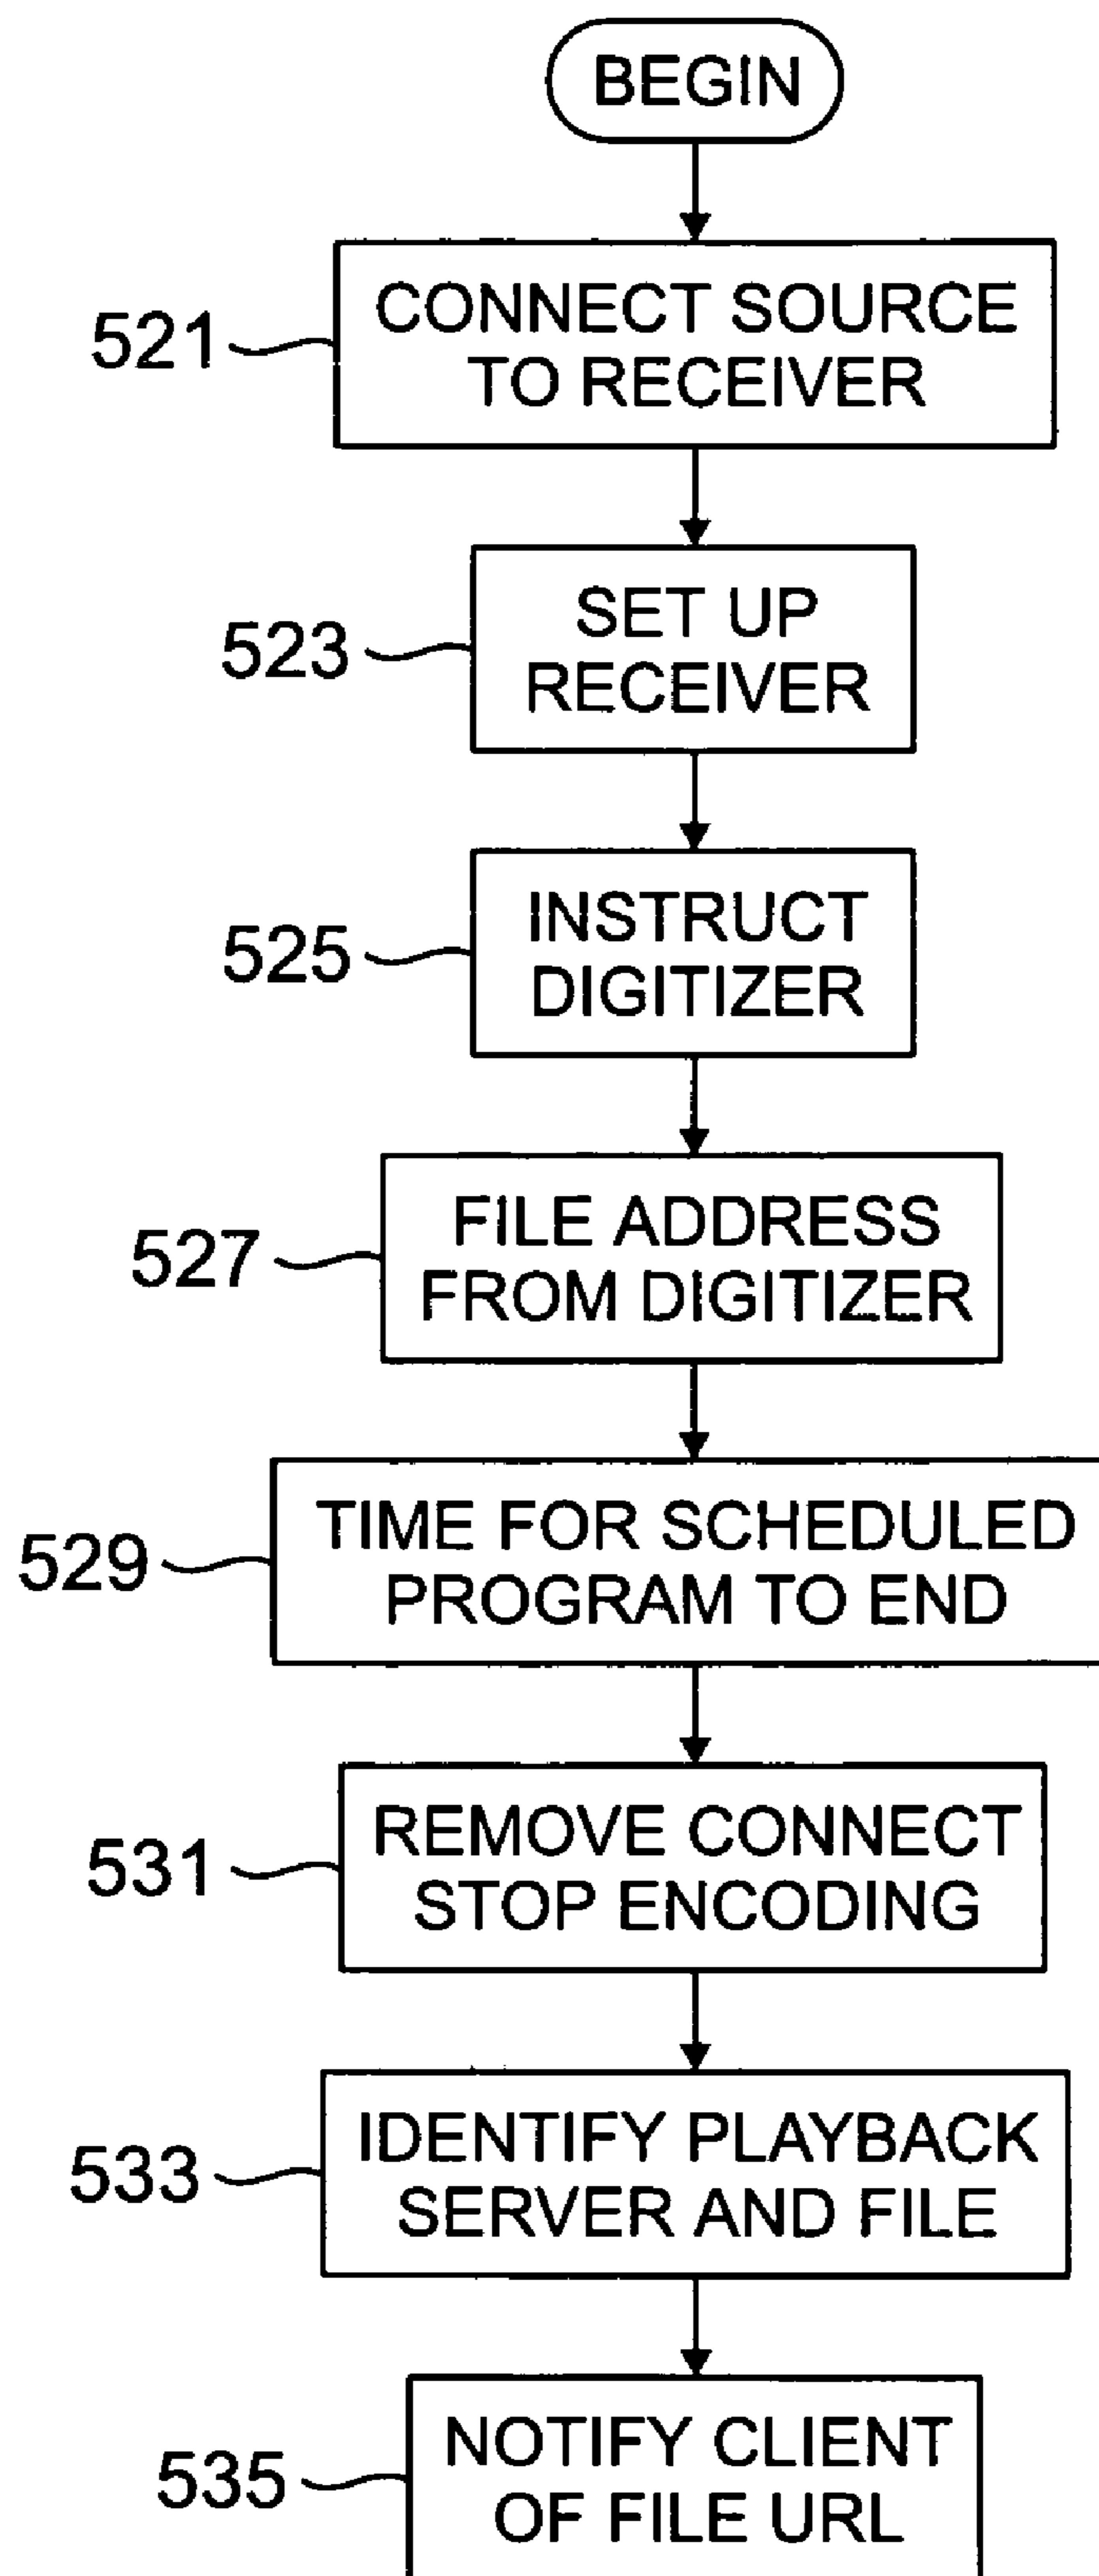 BEGIN
521
CONNECT SOURCE
TO RECEIVER
523
SET UP
RECEIVER
525
INSTRUCT
DIGITIZER
527
FILE ADDRESS
FROM DIGITIZER
529
TIME FOR SCHEDULED
PROGRAM TO END
531
REMOVE CONNECT
STOP ENCODING
533
IDENTIFY PLAYBACK
SERVER AND FILE
535
NOTIFY CLIENT
OF FILE URL